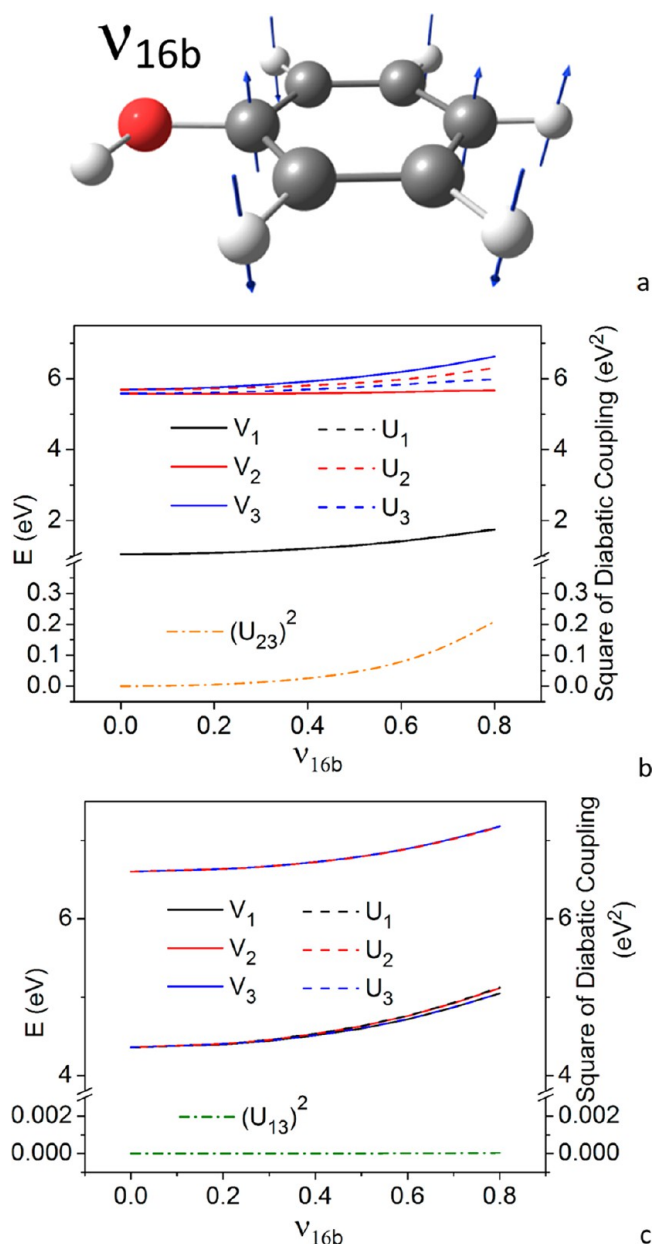 ν16b
a
6
4
2
0.3
0.2
0.1
0.0
E (eV)
V1 U1
V2 U2
V3 U3
(U23)²
6
4
2
0.3
0.2
0.1
0.0
Square of Diabatic Coupling (eV²)
0.0 0.2 0.4 0.6 0.8
ν16b
b
6
4
0.002
0.000
E (eV)
V1 U1
V2 U2
V3 U3
(U13)²
6
4
0.002
0.000
Square of Diabatic Coupling
(eV²)
0.0 0.2 0.4 0.6 0.8
ν16b
c